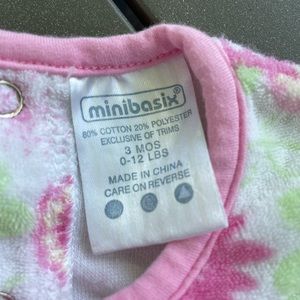 minibasix
80% COTTON 20% POLYESTER
EXCLUSIVE OF TRIMS
3 MOS
0-12 LBS
MADE IN CHINA
CARE ON REVERSE